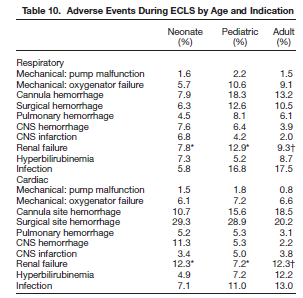 Table 10. Adverse Events During ECLS by Age and Indication
Neonate Pediatric Adult
(%) (%) (%)
Respiratory
Mechanical: pump malfunction 1.6 2.2 1.5
Mechanical: oxygenator failure 5.7 10.6 9.1
Cannula hemorrhage 7.9 18.3 13.2
Surgical hemorrhage 6.3 12.6 10.5
Pulmonary hemorrhage 4.5 8.1 6.1
CNS hemorrhage 7.6 6.4 3.9
CNS infarction 6.8 4.2 2.0
Renal failure 7.8* 12.9* 9.3†
Hyperbilirubinemia 7.3 5.2 8.7
Infection 5.8 16.8 17.5
Cardiac
Mechanical: pump malfunction 1.5 1.8 0.8
Mechanical: oxygenator failure 6.1 7.2 6.6
Cannula site hemorrhage 10.7 15.6 18.5
Surgical site hemorrhage 29.3 28.9 20.2
Pulmonary hemorrhage 5.2 5.3 3.1
CNS hemorrhage 11.3 5.3 2.2
CNS infarction 3.4 5.0 3.8
Renal failure 12.3* 7.2* 12.3†
Hyperbilirubinemia 4.9 7.2 12.2
Infection 7.1 11.0 13.0